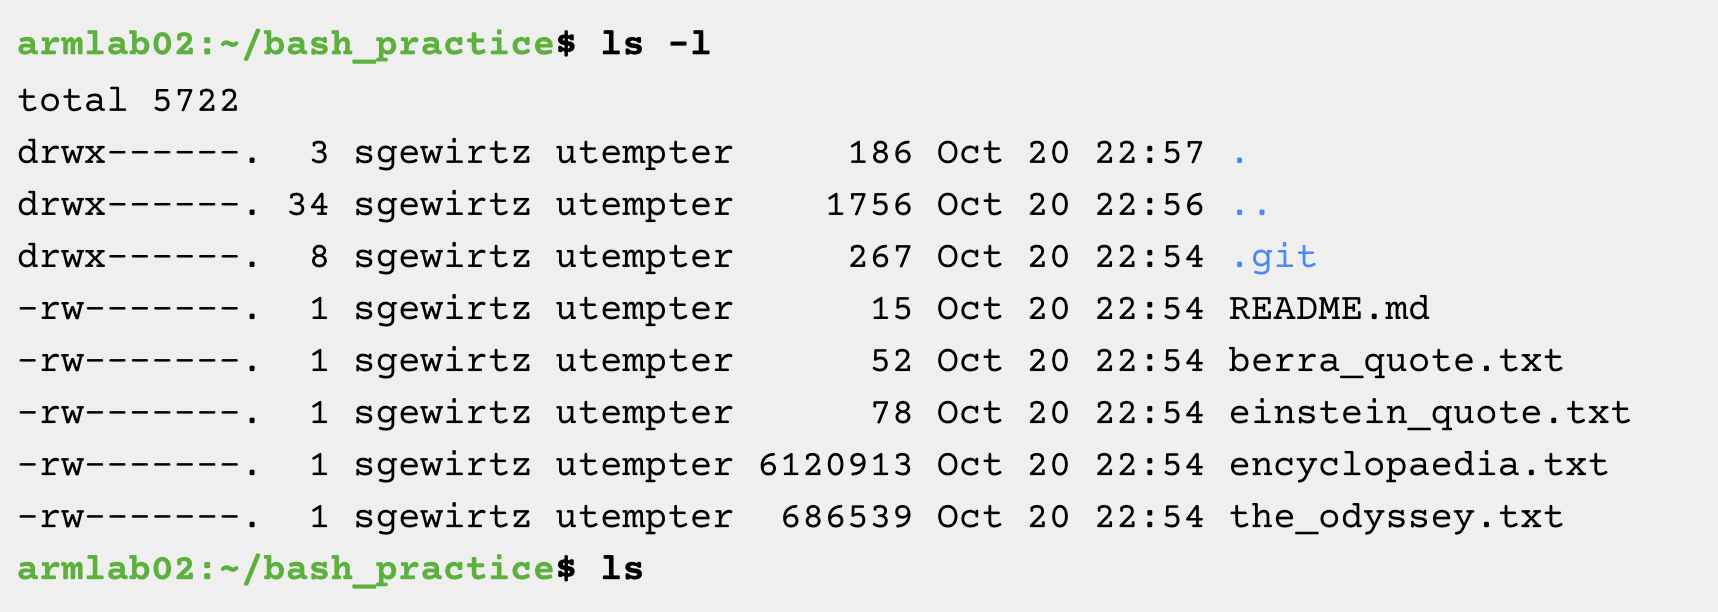 armlab02:~/bash_practice$ ls -l
total 5722
drwx------.  3 sgewirtz utempter     186 Oct 20 22:57 .
drwx------. 34 sgewirtz utempter    1756 Oct 20 22:56 ..
drwx------.  8 sgewirtz utempter     267 Oct 20 22:54 .git
-rw-------.  1 sgewirtz utempter      15 Oct 20 22:54 README.md
-rw-------.  1 sgewirtz utempter      52 Oct 20 22:54 berra_quote.txt
-rw-------.  1 sgewirtz utempter      78 Oct 20 22:54 einstein_quote.txt
-rw-------.  1 sgewirtz utempter 6120913 Oct 20 22:54 encyclopaedia.txt
-rw-------.  1 sgewirtz utempter  686539 Oct 20 22:54 the_odyssey.txt
armlab02:~/bash_practice$ ls